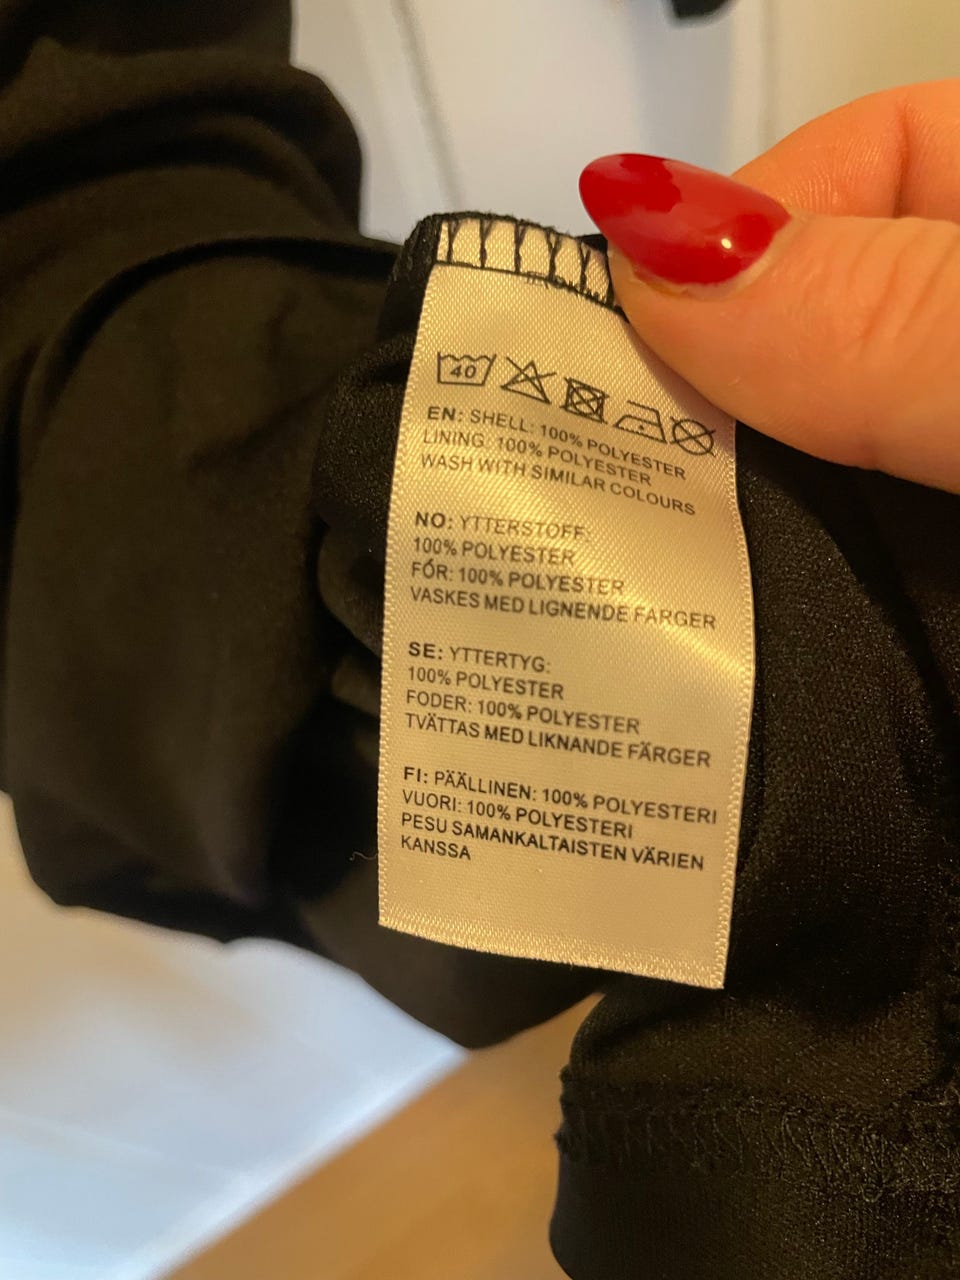 40
EN: SHELL: 100% POLYESTER
LINING: 100% POLYESTER
WASH WITH SIMILAR COLOURS
NO: YTTERSTOFF:
100% POLYESTER
FÓR: 100% POLYESTER
VASKES MED LIGNENDE FARGER
SE: YTTERTYG:
100% POLYESTER
FODER: 100% POLYESTER
TVÄTTAS MED LIKNANDE FÄRGER
FI: PÄÄLLINEN: 100% POLYESTERI
VUORI: 100% POLYESTERI
PESU SAMANKALTAISTEN VÄRIEN
KANSSA